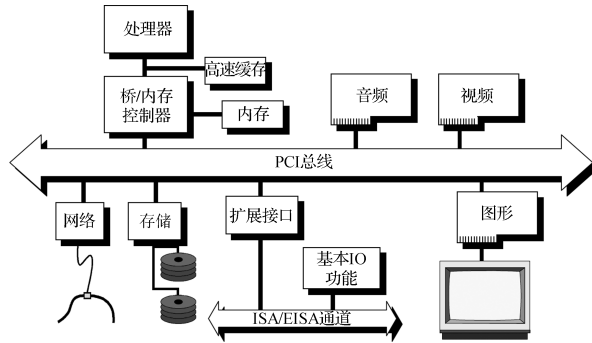 处理器
高速缓存
桥/内存
控制器
内存
音频
视频
PCI总线
网络
存储
扩展接口
图形
基本IO
功能
ISA/EISA通道